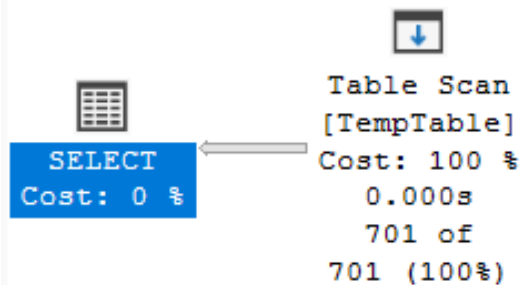 SELECT
Cost: 0 %
Table Scan
[TempTable]
Cost: 100 %
0.000s
701 of
701 (100%)